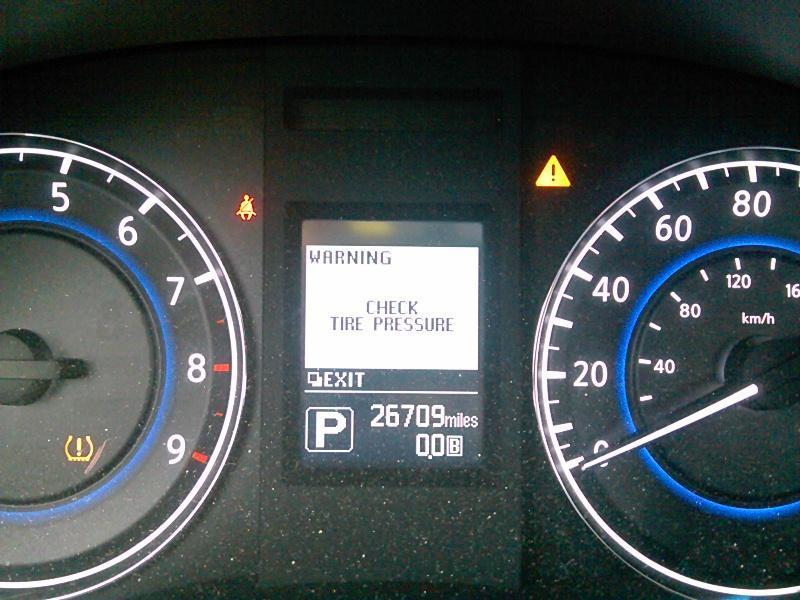 5
6
7
8
9
WARNING
CHECK
TIRE PRESSURE
EXIT
P
26709miles
0.0 B
0
20
40
60
80
40
80
120
km/h